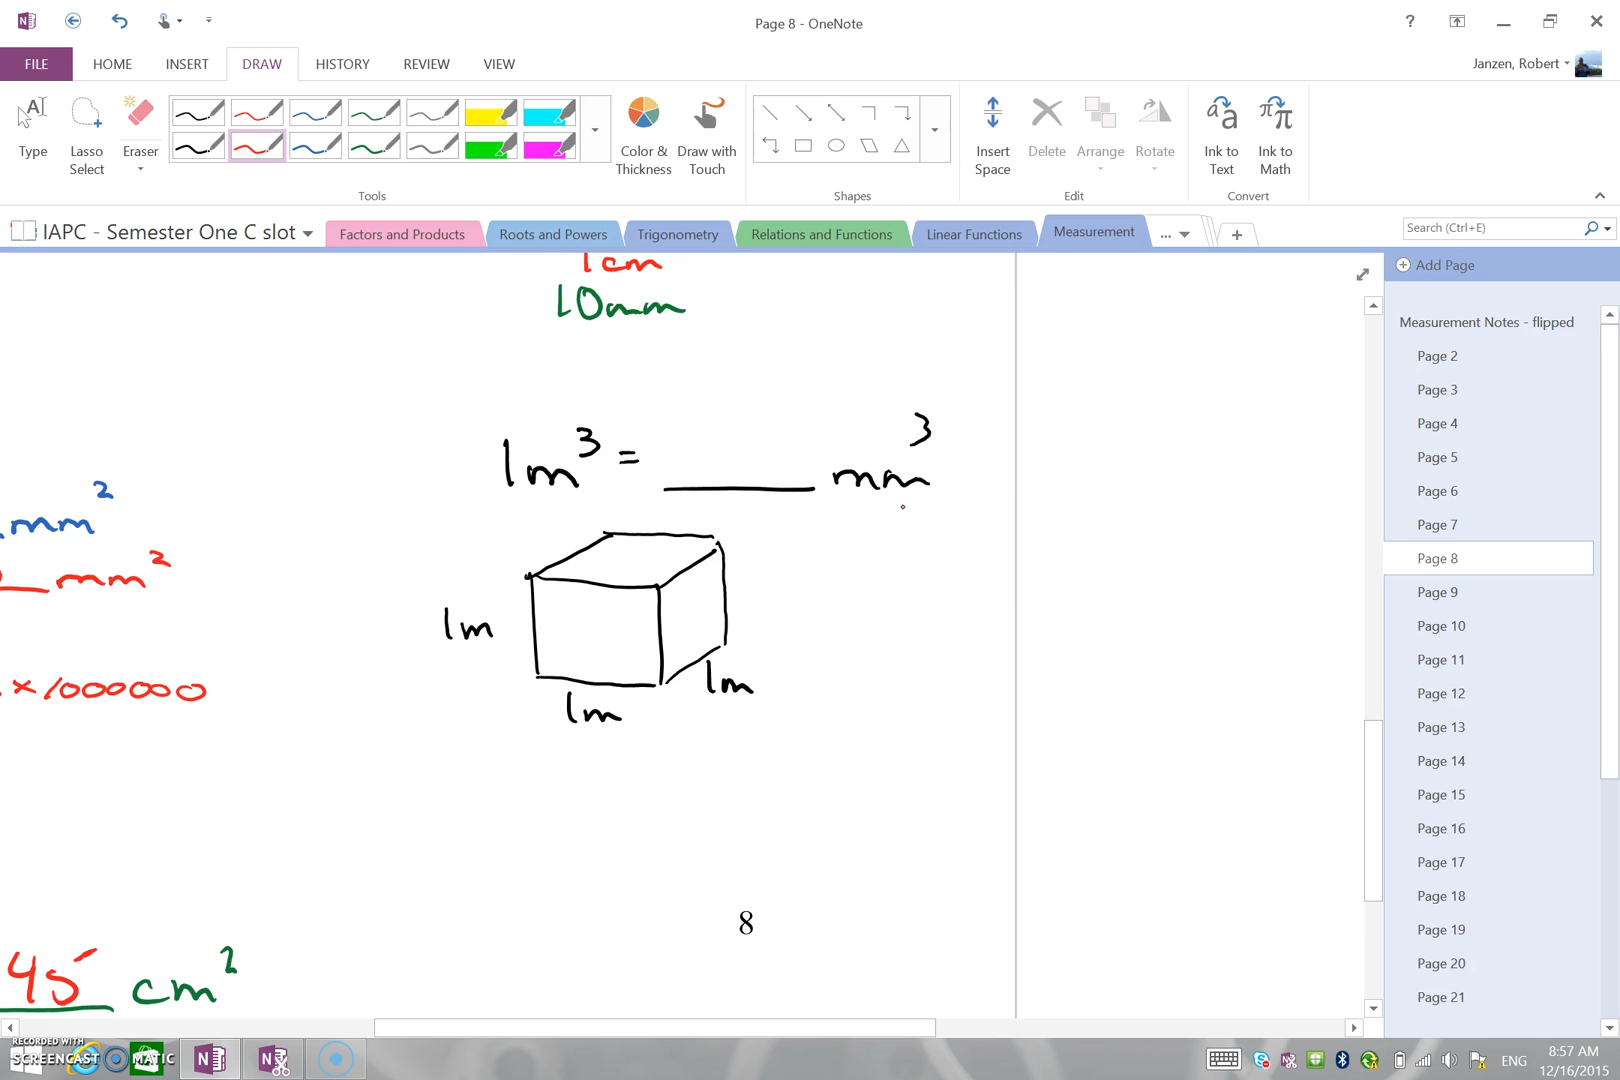 Page 8 - OneNote
FILE HOME INSERT DRAW HISTORY REVIEW VIEW
Janzen, Robert
Type Lasso Select Eraser Color & Thickness Draw with Touch Insert Space Delete Arrange Rotate Ink to Text Ink to Math
Tools Shapes Edit Convert
IAPC - Semester One C slot Factors and Products Roots and Powers Trigonometry Relations and Functions Linear Functions Measurement ... Search (Ctrl+E)
Add Page
Measurement Notes - flipped
Page 2
Page 3
Page 4
Page 5
Page 6
Page 7
Page 8
Page 9
Page 10
Page 11
Page 12
Page 13
Page 14
Page 15
Page 16
Page 17
Page 18
Page 19
Page 20
Page 21
1cm
10mm
1m³ = ______ mm³
mm²
mm²
1m
1m
1m
× 1000000
8
45 cm²
RECORDED WITH
SCREENCAST MATIC
ENG
8:57 AM
12/16/2015